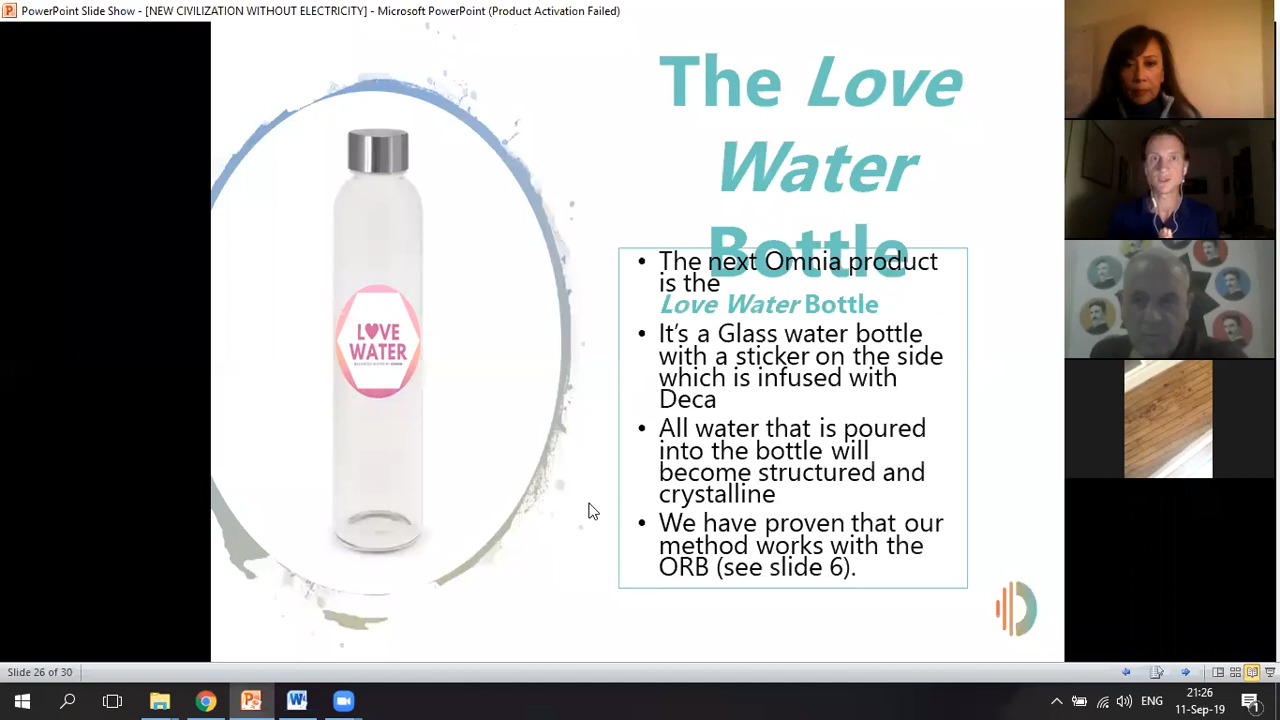 PowerPoint Slide Show - [NEW CIVILIZATION WITHOUT ELECTRICITY] - Microsoft PowerPoint (Product Activation Failed)
The Love
Water
Bottle
• The next Omnia product
is the
Love Water Bottle
• It's a Glass water bottle
with a sticker on the side
which is infused with
Deca
• All water that is poured
into the bottle will
become structured and
crystalline
• We have proven that our
method works with the
ORB (see slide 6).
LOVE
WATER
Slide 26 of 30
ENG
21:26
11-Sep-19